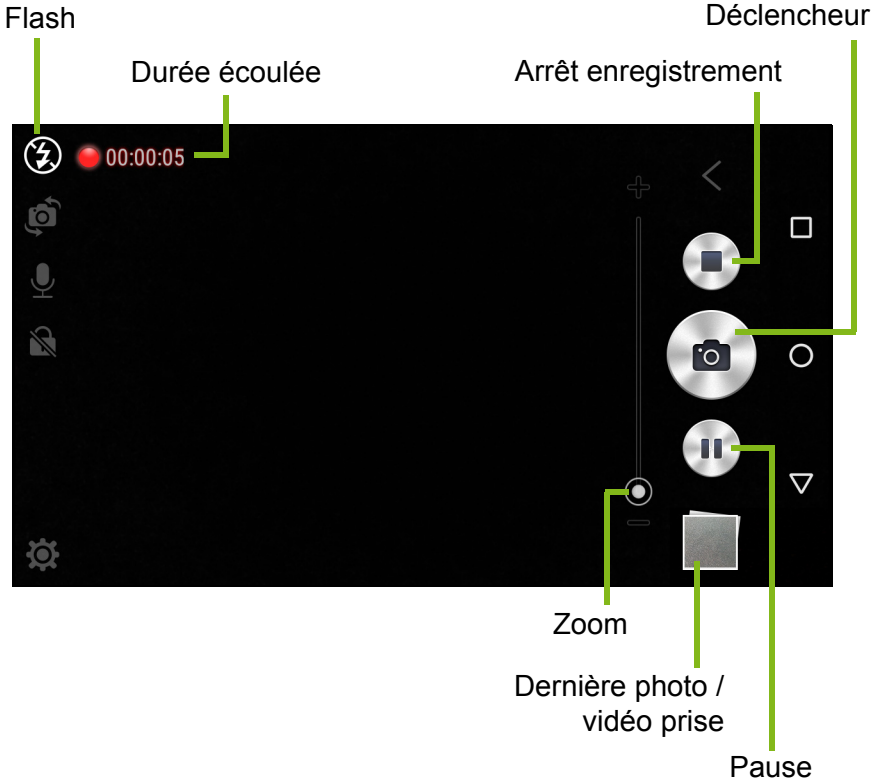 Flash
Déclencheur
Durée écoulée
Arrêt enregistrement
00:00:05
Zoom
Dernière photo /
vidéo prise
Pause